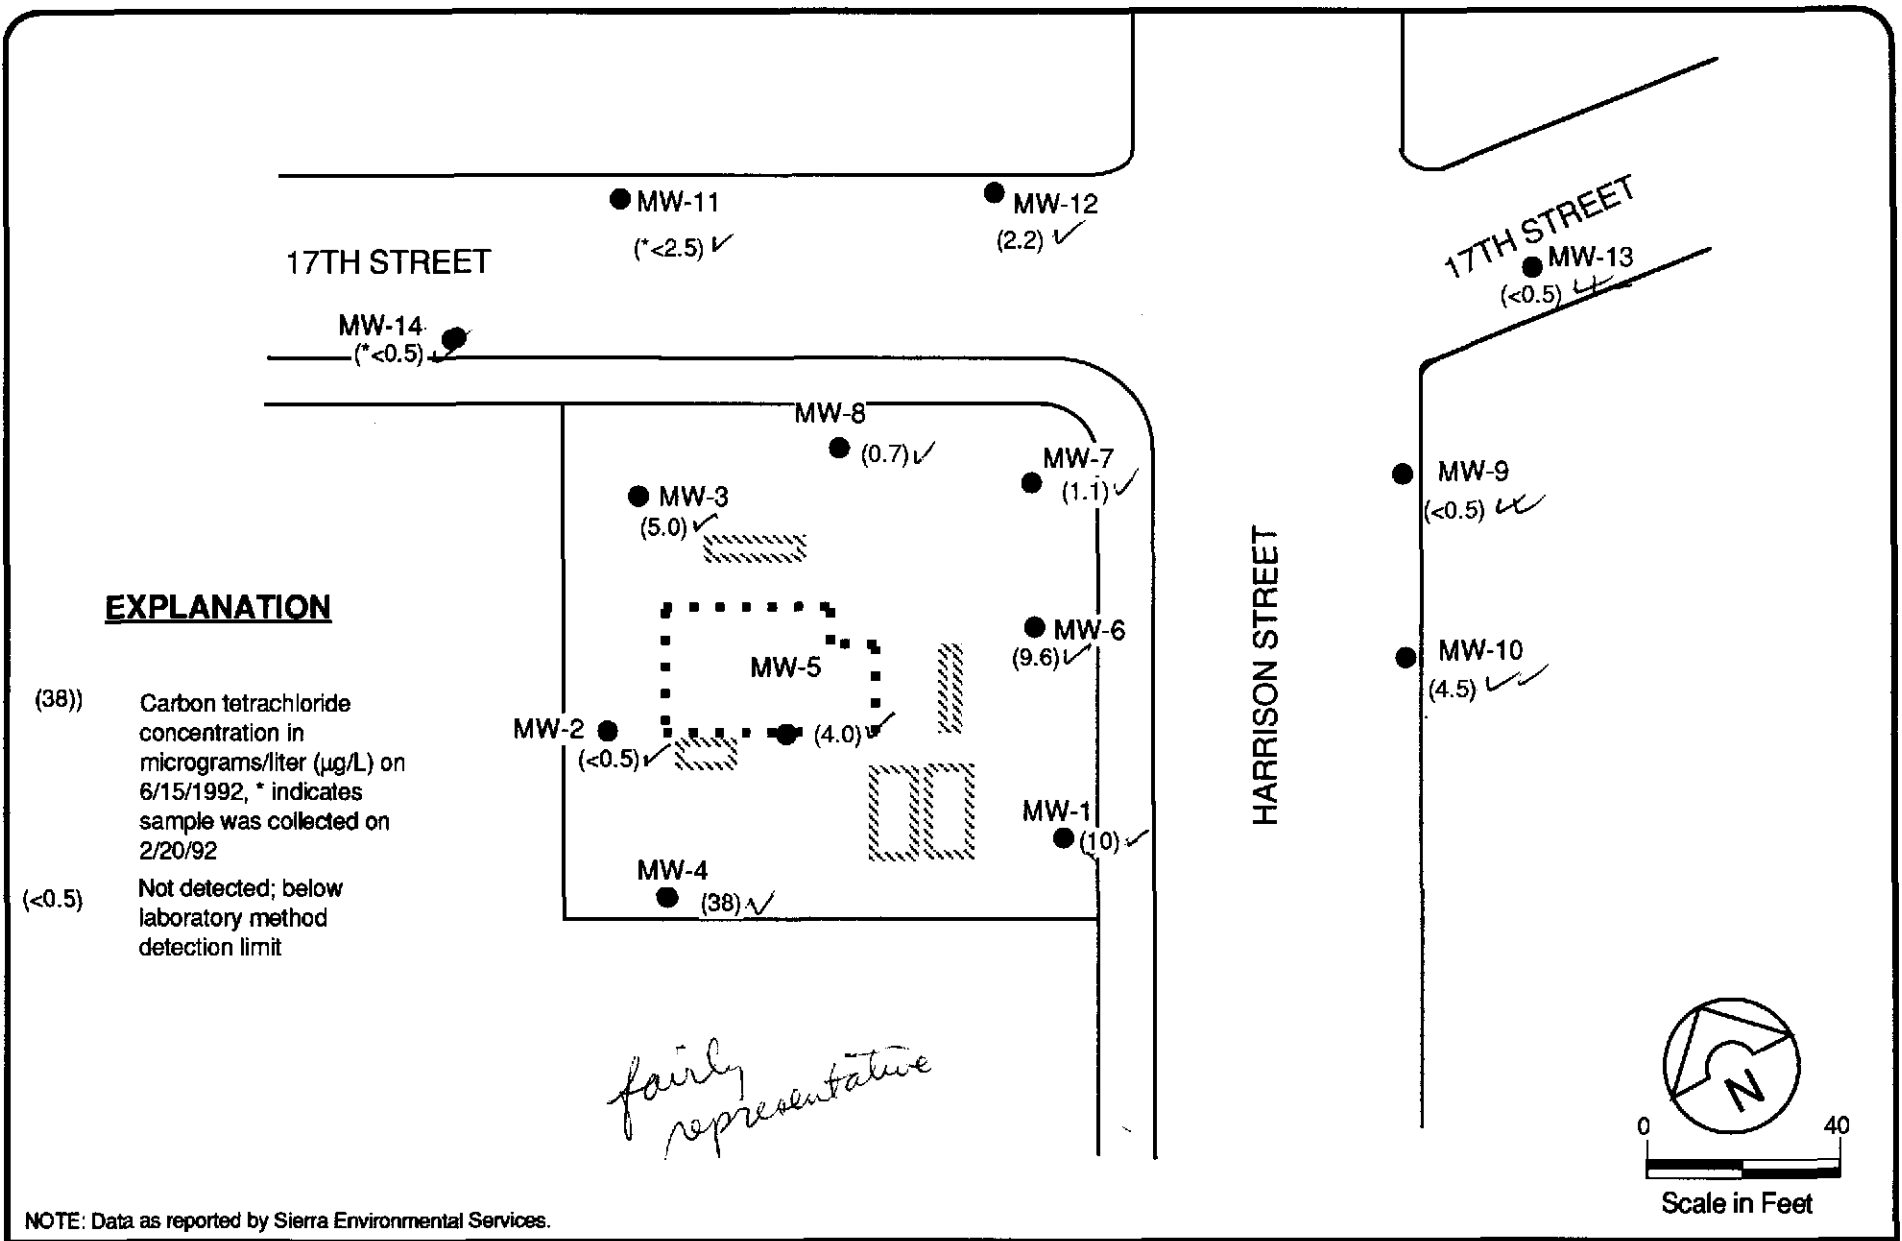 MW-11
(*<2.5) ✓
MW-12
(2.2) ✓
17TH STREET
17TH STREET
MW-13
(<0.5)
MW-14
(*<0.5) ✓
MW-8
(0.7) ✓
MW-7
(1.1) ✓
MW-3
(5.0) ✓
MW-9
(<0.5)
EXPLANATION
MW-6
(9.6) ✓
MW-5
(4.0) ✓
MW-10
(4.5) ✓✓
HARRISON STREET
MW-2
(<0.5) ✓
MW-1
(10) ✓
MW-4
(38) ✓
(38))
Carbon tetrachloride
concentration in
micrograms/liter (µg/L) on
6/15/1992, * indicates
sample was collected on
2/20/92
(<0.5)
Not detected; below
laboratory method
detection limit
fairly
representative
N
0 40
Scale in Feet
NOTE: Data as reported by Sierra Environmental Services.